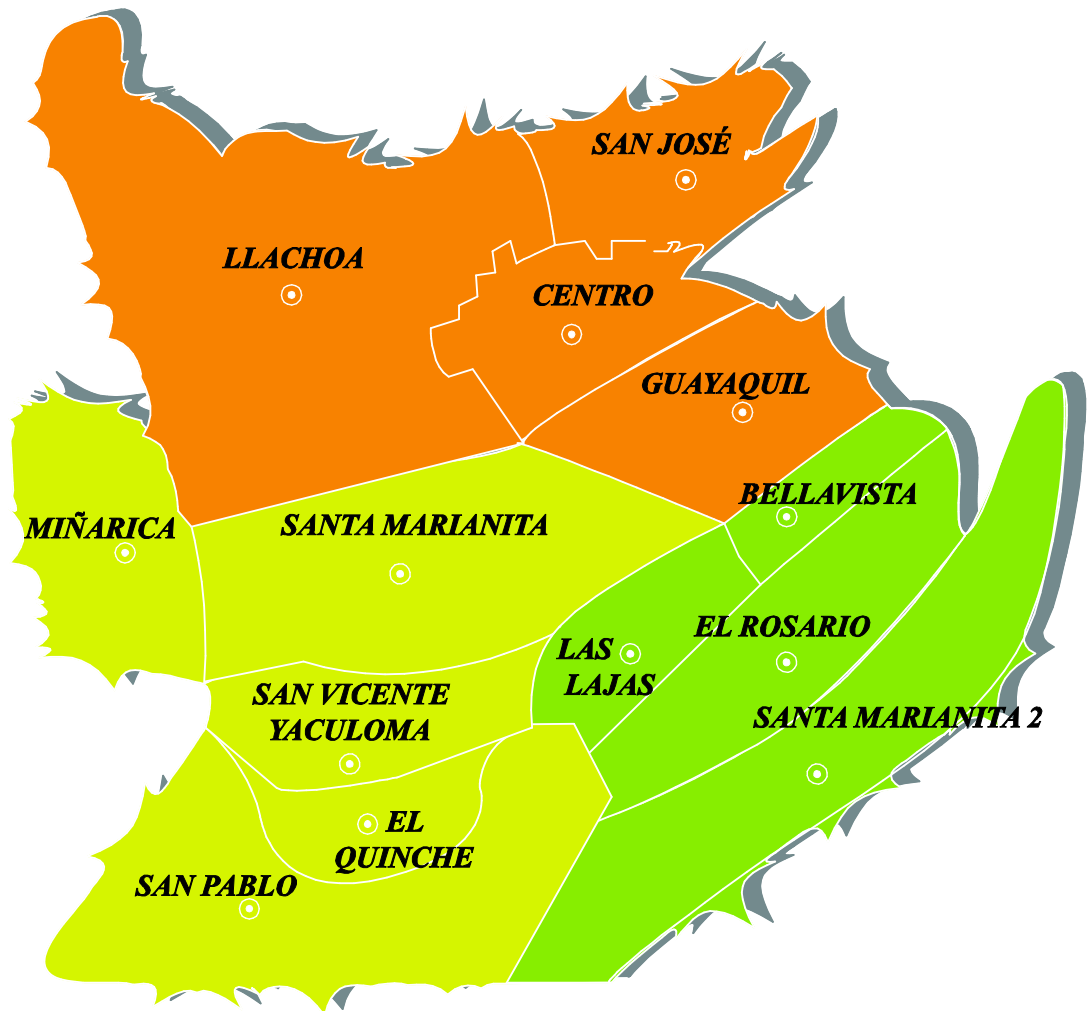 SAN JOSÉ
LLACHOA
CENTRO
GUAYAQUIL
BELLAVISTA
MIÑARICA
SANTA MARIANITA
EL ROSARIO
LAS
LAJAS
SAN VICENTE
YACULOMA
SANTA MARIANITA 2
EL
QUINCHE
SAN PABLO